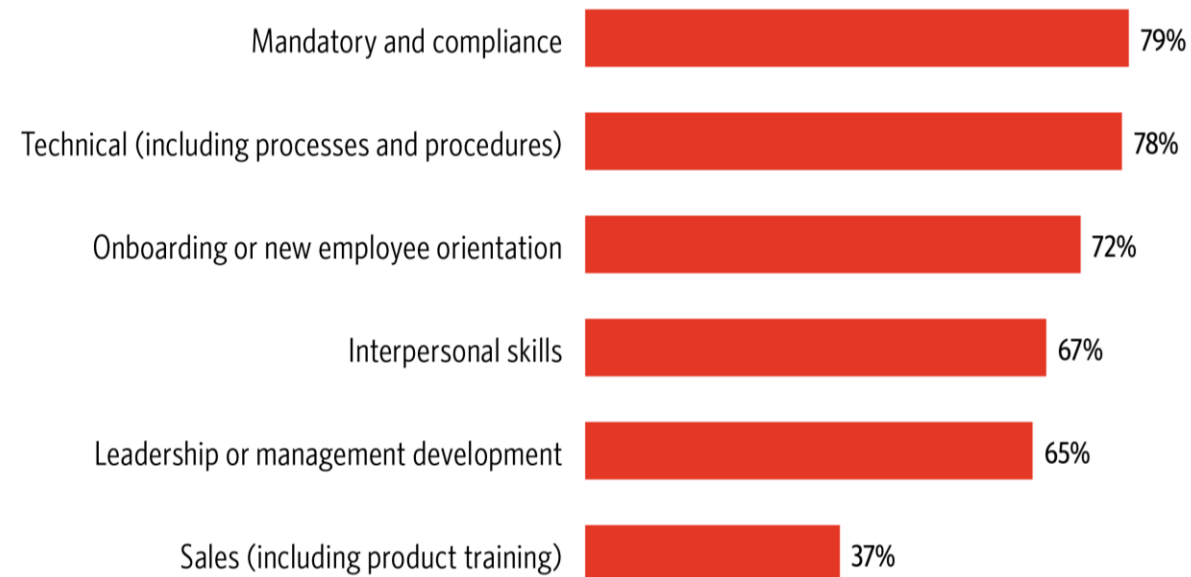 Mandatory and compliance 79%
Technical (including processes and procedures) 78%
Onboarding or new employee orientation 72%
Interpersonal skills 67%
Leadership or management development 65%
Sales (including product training) 37%